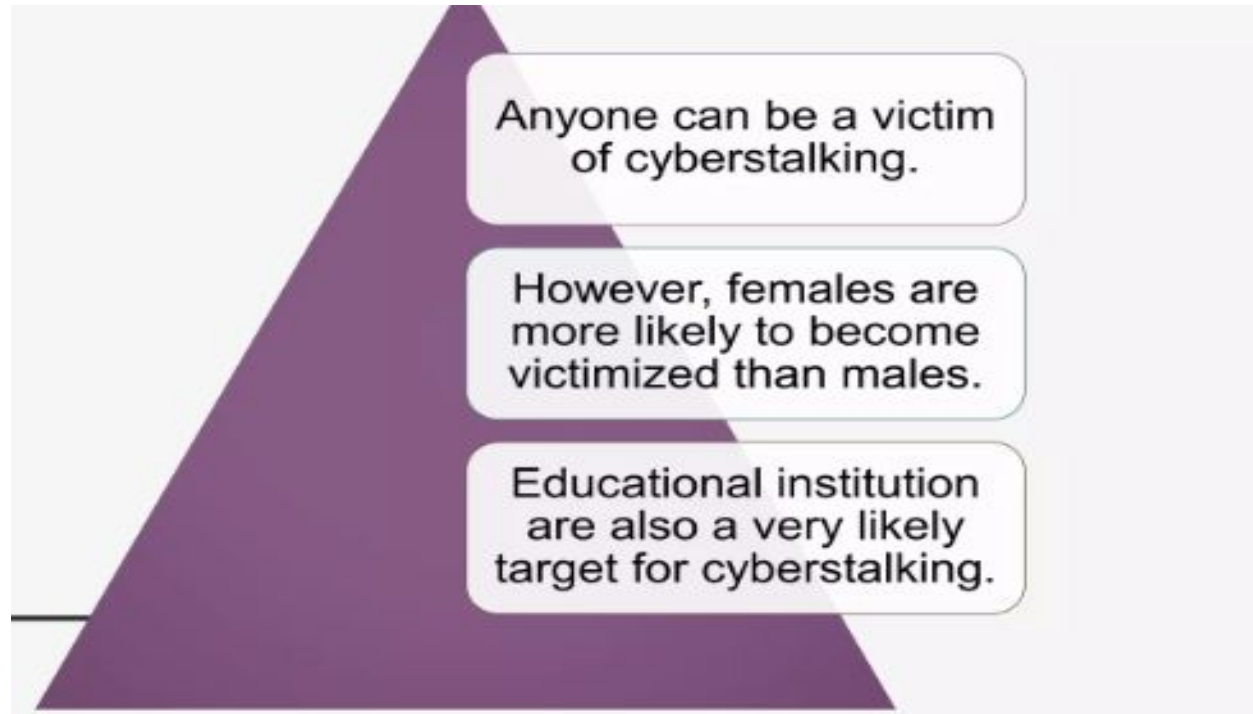 Anyone can be a victim
of cyberstalking.
However, females are
more likely to become
victimized than males.
Educational institution
are also a very likely
target for cyberstalking.